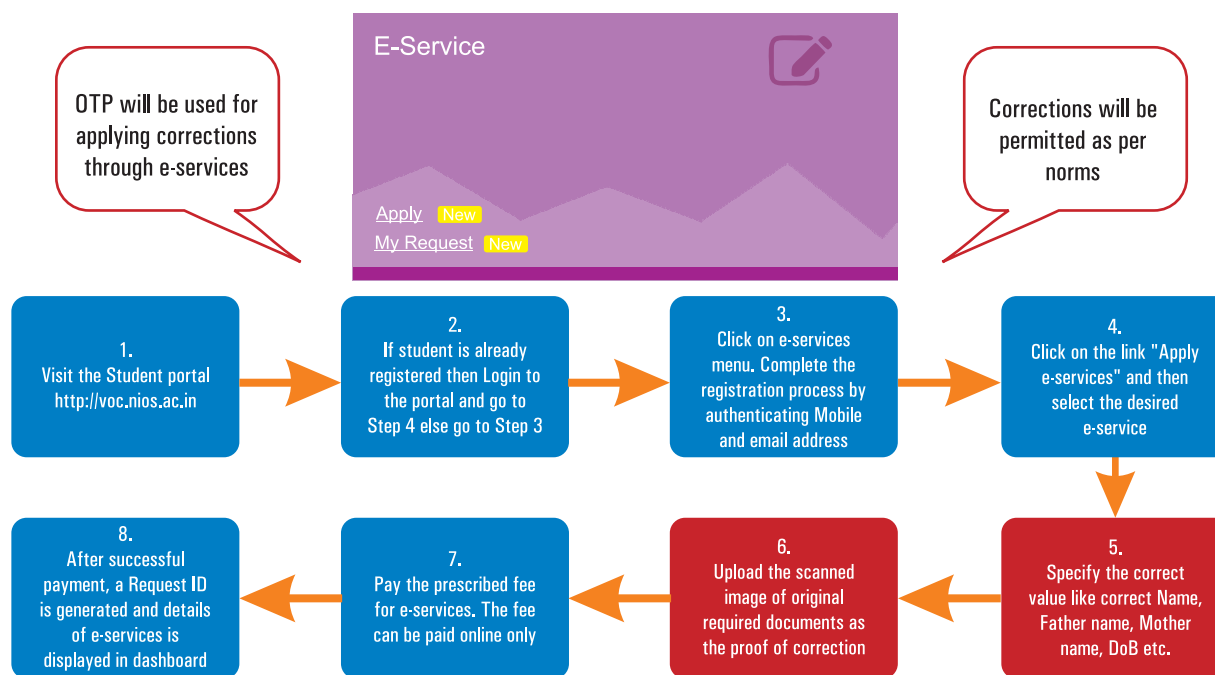 E-Service
OTP will be used for
applying corrections
through e-services
Corrections will be
permitted as per
norms
Apply New
My Request New
1.
Visit the Student portal
http://voc.nios.ac.in
2.
If student is already
registered then Login to
the portal and go to
Step 4 else go to Step 3
3.
Click on e-services
menu. Complete the
registration process by
authenticating Mobile
and email address
4.
Click on the link "Apply
e-services" and then
select the desired
e-service
5.
Specify the correct
value like correct Name,
Father name, Mother
name, DoB etc.
6.
Upload the scanned
image of original
required documents as
the proof of correction
7.
Pay the prescribed fee
for e-services. The fee
can be paid online only
8.
After successful
payment, a Request ID
is generated and details
of e-services is
displayed in dashboard